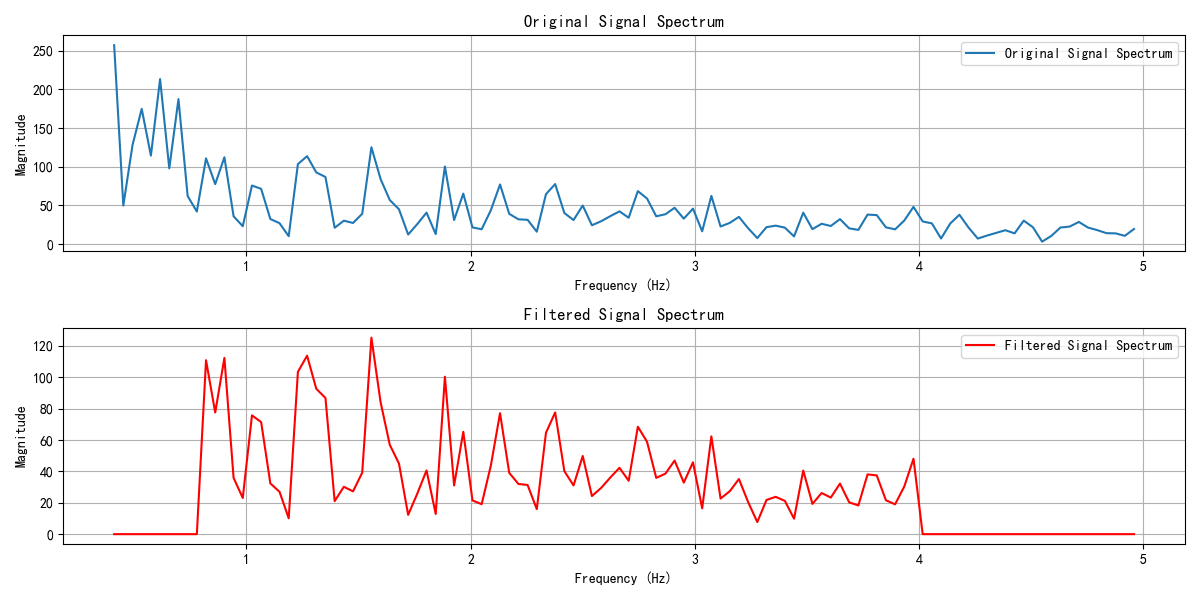 Original Signal Spectrum
250
200
150
100
50
0
Magnitude
Original Signal Spectrum
1 2 3 4 5
Frequency (Hz)
Filtered Signal Spectrum
120
100
80
60
40
20
0
Magnitude
Filtered Signal Spectrum
1 2 3 4 5
Frequency (Hz)